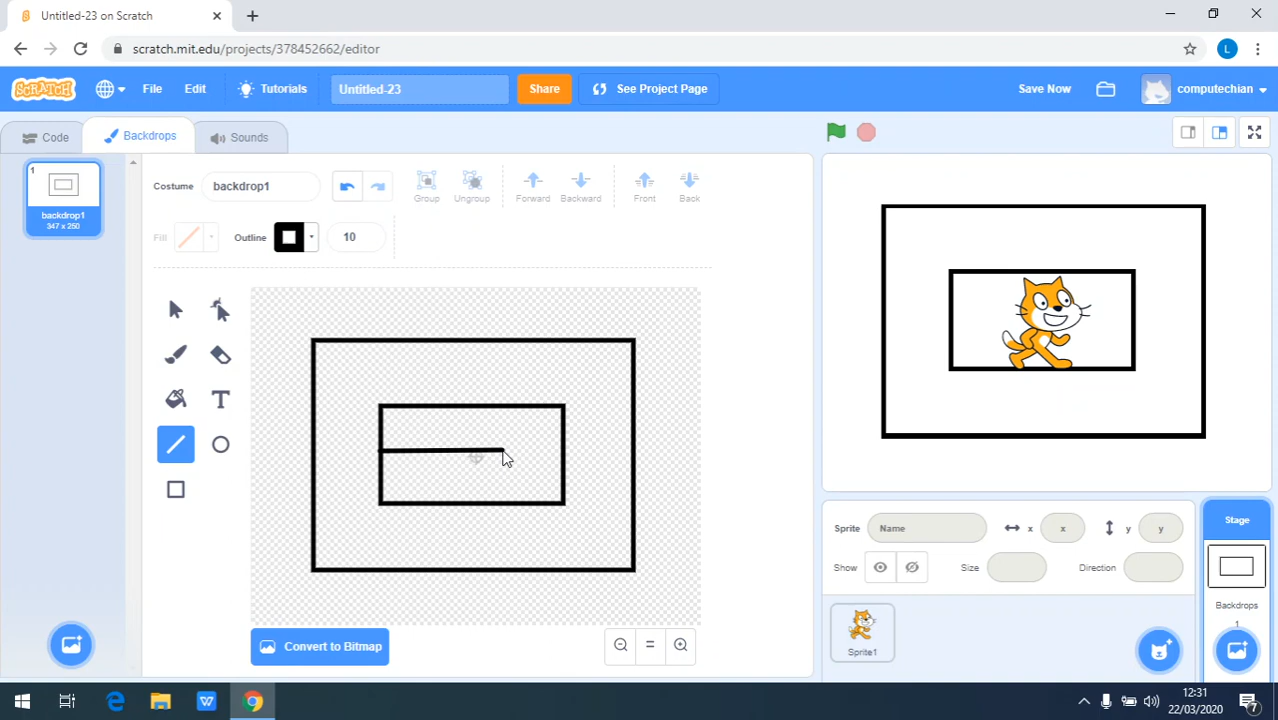 Untitled-23 on Scratch
scratch.mit.edu/projects/378452662/editor
L
SCRATCH
File
Edit
Tutorials
Untitled-23
Share
See Project Page
Save Now
computechian
Code
Backdrops
Sounds
1
backdrop1
347 x 250
Costume
backdrop1
Group
Ungroup
Forward
Backward
Front
Back
Fill
Outline
10
T
Convert to Bitmap
Sprite
Name
x
x
y
y
Show
Size
Direction
Sprite1
Stage
Backdrops
1
12:31
22/03/2020
7